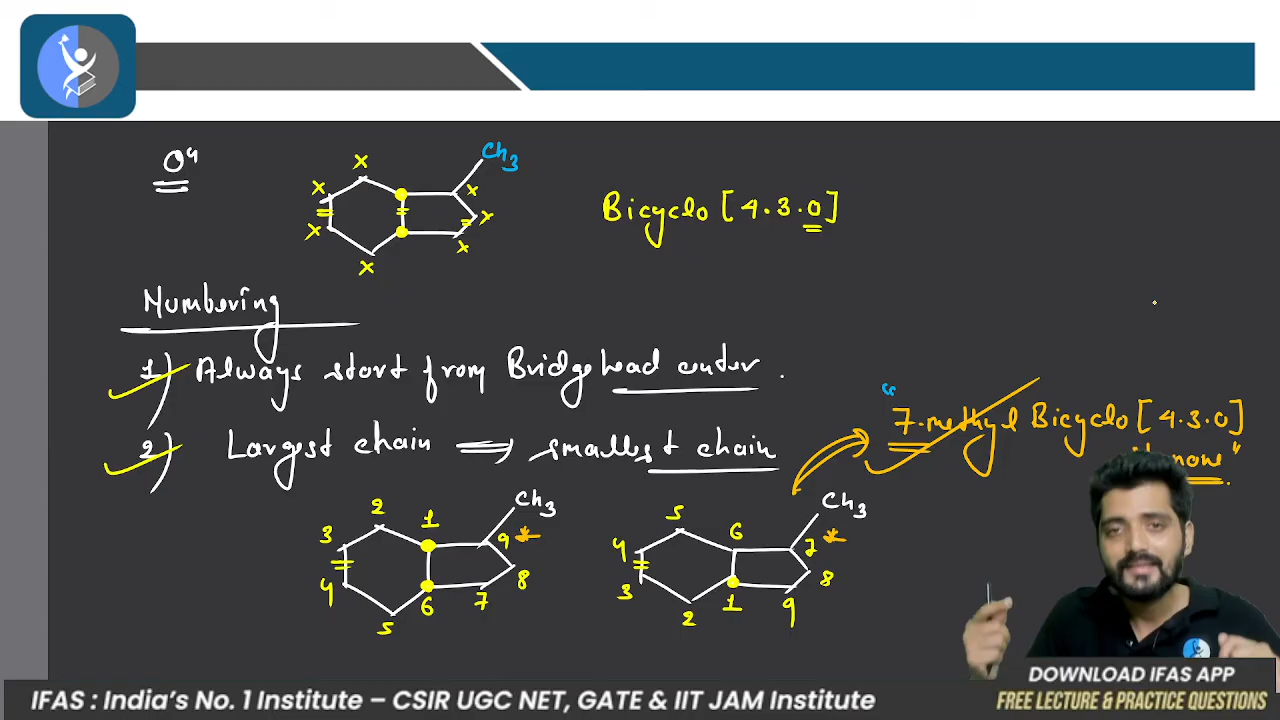 Qⁿ
x x CH3
x x
x x
x x
Bicyclo [4.3.0]
Numbering
1) Always start from Bridgehead center.
2) Largest chain ⇒ smallest chain
"7-methyl Bicyclo [4.3.0]
none"
2 1 CH3
3 9 *
4 8
5 6 7
5 6 CH3
4 7 *
3 8
2 1 9
DOWNLOAD IFAS APP
FREE LECTURE & PRACTICE QUESTIONS
IFAS : India's No. 1 Institute – CSIR UGC NET, GATE & IIT JAM Institute